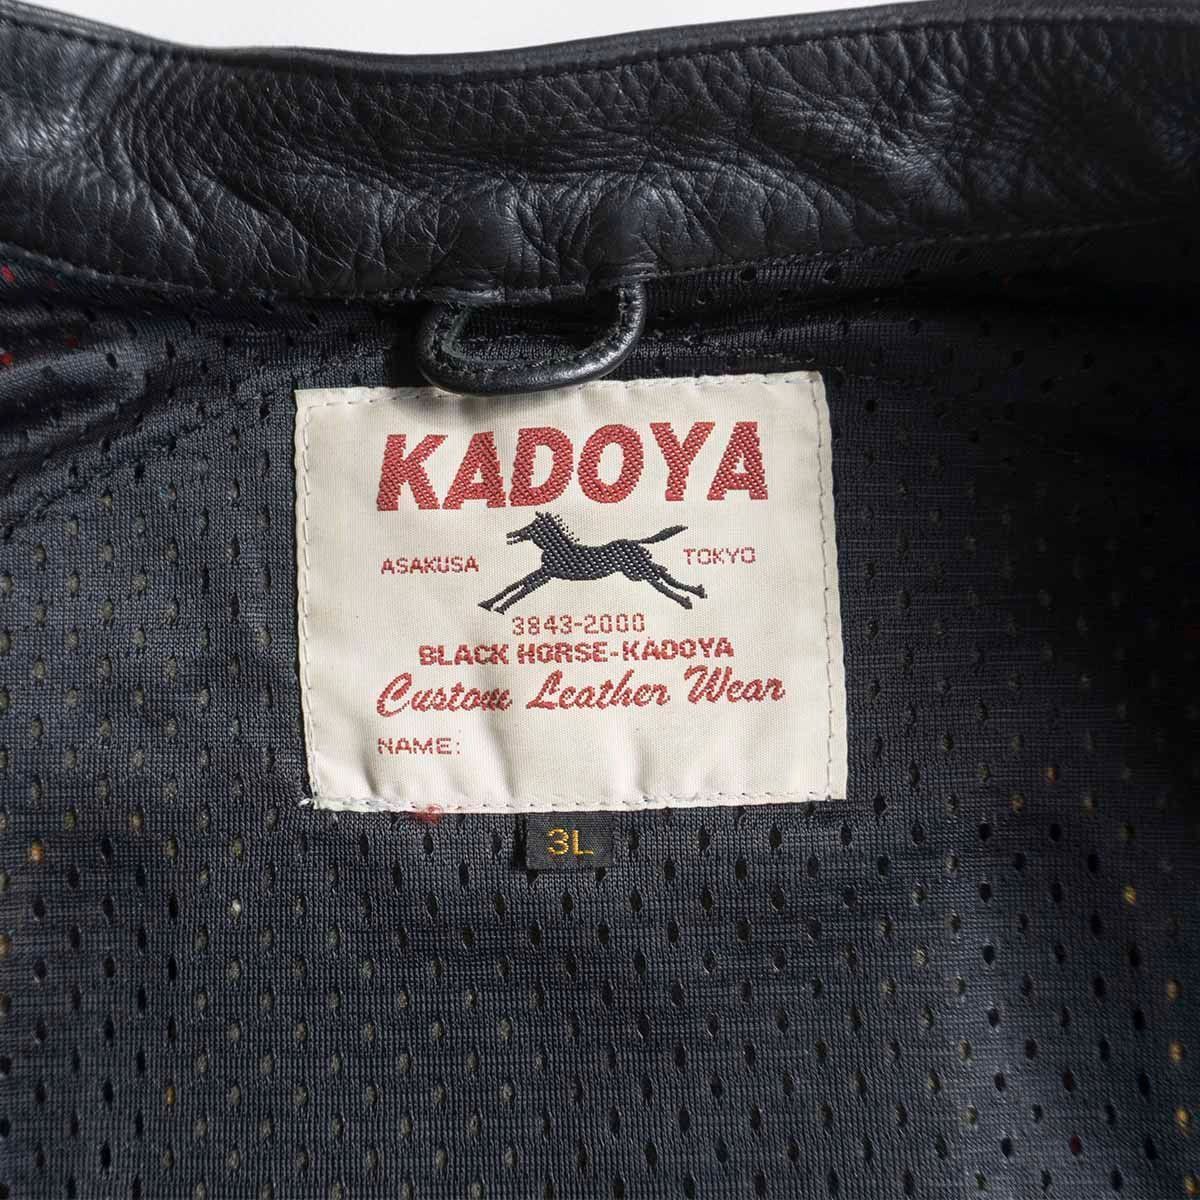 KADOYA
ASAKUSA TOKYO
3843-2000
BLACK HORSE-KADOYA
Custom Leather Wear
NAME:
3L